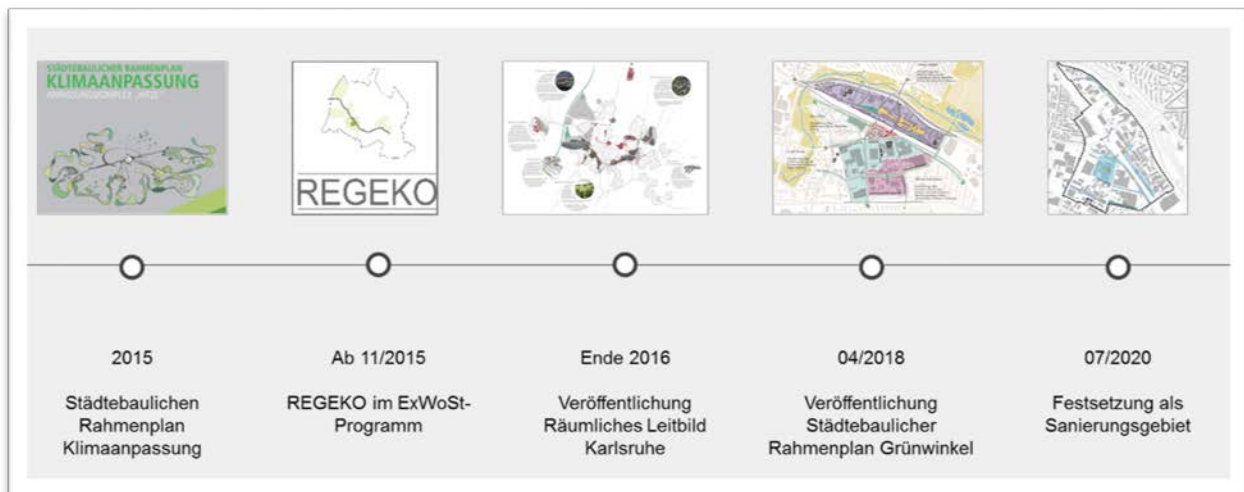 STÄDTEBAULICHER RAHMENPLAN
KLIMAANPASSUNG
REGEKO
2015
Städtebaulichen
Rahmenplan
Klimaanpassung
Ab 11/2015
REGEKO im ExWoSt-
Programm
Ende 2016
Veröffentlichung
Räumliches Leitbild
Karlsruhe
04/2018
Veröffentlichung
Städtebaulicher
Rahmenplan Grünwinkel
07/2020
Festsetzung als
Sanierungsgebiet